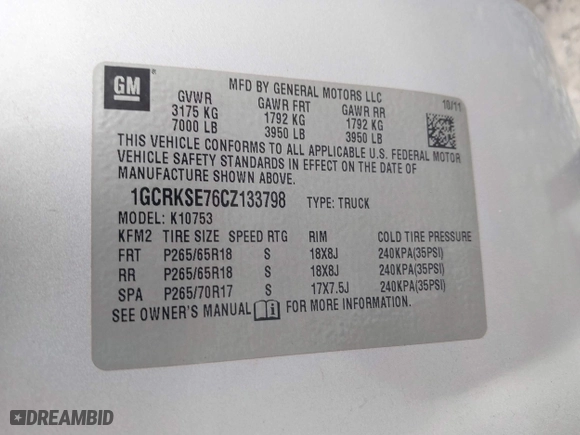 GM
MFD BY GENERAL MOTORS LLC
10/11
GVWR GAWR FRT GAWR RR
3175 KG 1792 KG 1792 KG
7000 LB 3950 LB 3950 LB
THIS VEHICLE CONFORMS TO ALL APPLICABLE U.S. FEDERAL MOTOR
VEHICLE SAFETY STANDARDS IN EFFECT ON THE DATE OF
MANUFACTURE SHOWN ABOVE.
1GCRKSE76CZ133798 TYPE: TRUCK
MODEL: K10753
KFM2 TIRE SIZE SPEED RTG RIM COLD TIRE PRESSURE
FRT P265/65R18 S 18X8J 240KPA(35PSI)
RR P265/65R18 S 18X8J 240KPA(35PSI)
SPA P265/70R17 S 17X7.5J 240KPA(35PSI)
SEE OWNER'S MANUAL i FOR MORE INFORMATION.
DREAMBID